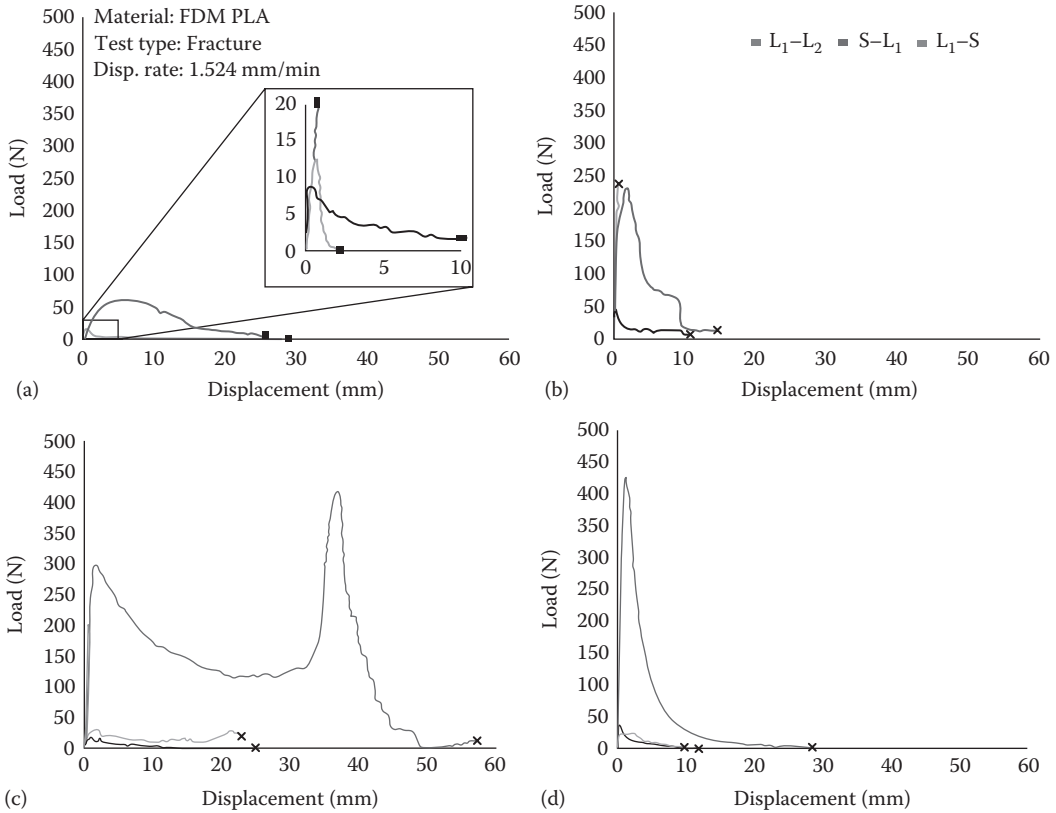 Material: FDM PLA
Test type: Fracture
Disp. rate: 1.524 mm/min
500
450
400
350
300
250
200
150
100
50
0
Load (N)
20
15
10
5
0
0 5 10
0 10 20 30 40 50 60
(a) Displacement (mm)
L₁–L₂ S–L₁ L₁–S
500
450
400
350
300
250
200
150
100
50
0
Load (N)
0 10 20 30 40 50 60
(b) Displacement (mm)
500
450
400
350
300
250
200
150
100
50
0
Load (N)
0 10 20 30 40 50 60
(c) Displacement (mm)
500
450
400
350
300
250
200
150
100
50
0
Load (N)
0 10 20 30 40 50 60
(d) Displacement (mm)